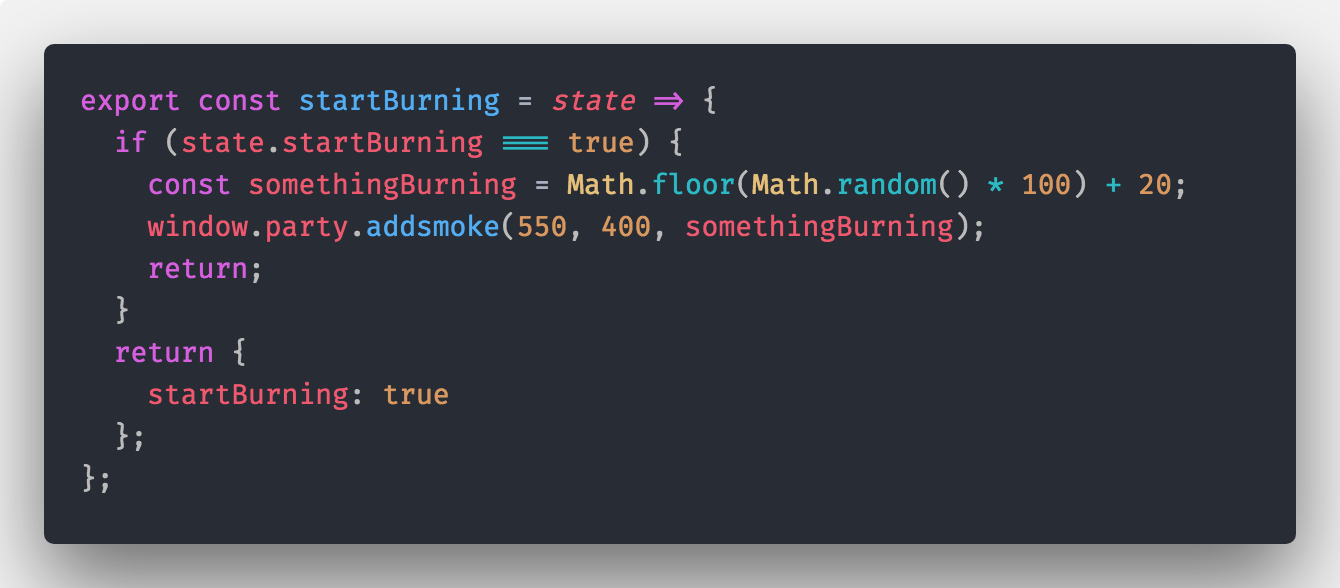 export const startBurning = state => {
  if (state.startBurning === true) {
    const somethingBurning = Math.floor(Math.random() * 100) + 20;
    window.party.addsmoke(550, 400, somethingBurning);
    return;
  }
  return {
    startBurning: true
  };
};